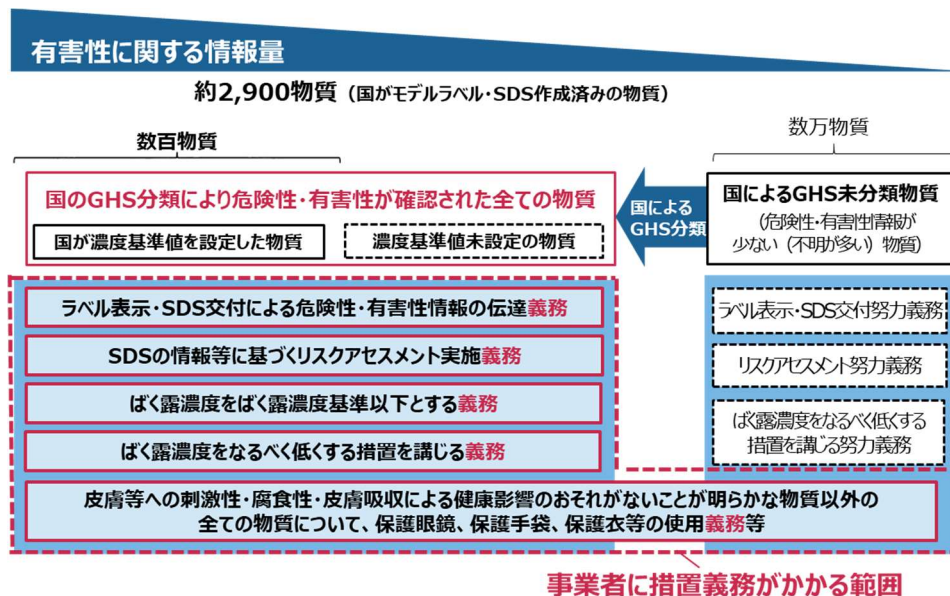 有害性に関する情報量
約2,900物質（国がモデルラベル・SDS作成済みの物質）
数百物質
数万物質
国のGHS分類により危険性・有害性が確認された全ての物質
国が濃度基準値を設定した物質
濃度基準値未設定の物質
国による
GHS分類
国によるGHS未分類物質
（危険性・有害性情報が
少ない（不明が多い）物質）
ラベル表示・SDS交付による危険性・有害性情報の伝達義務
SDSの情報等に基づくリスクアセスメント実施義務
ばく露濃度をばく露濃度基準以下とする義務
ばく露濃度をなるべく低くする措置を講じる義務
ラベル表示・SDS交付努力義務
リスクアセスメント努力義務
ばく露濃度をなるべく低くする
措置を講じる努力義務
皮膚等への刺激性・腐食性・皮膚吸収による健康影響のおそれがないことが明らかな物質以外の
全ての物質について、保護眼鏡、保護手袋、保護衣等の使用義務等
事業者に措置義務がかかる範囲